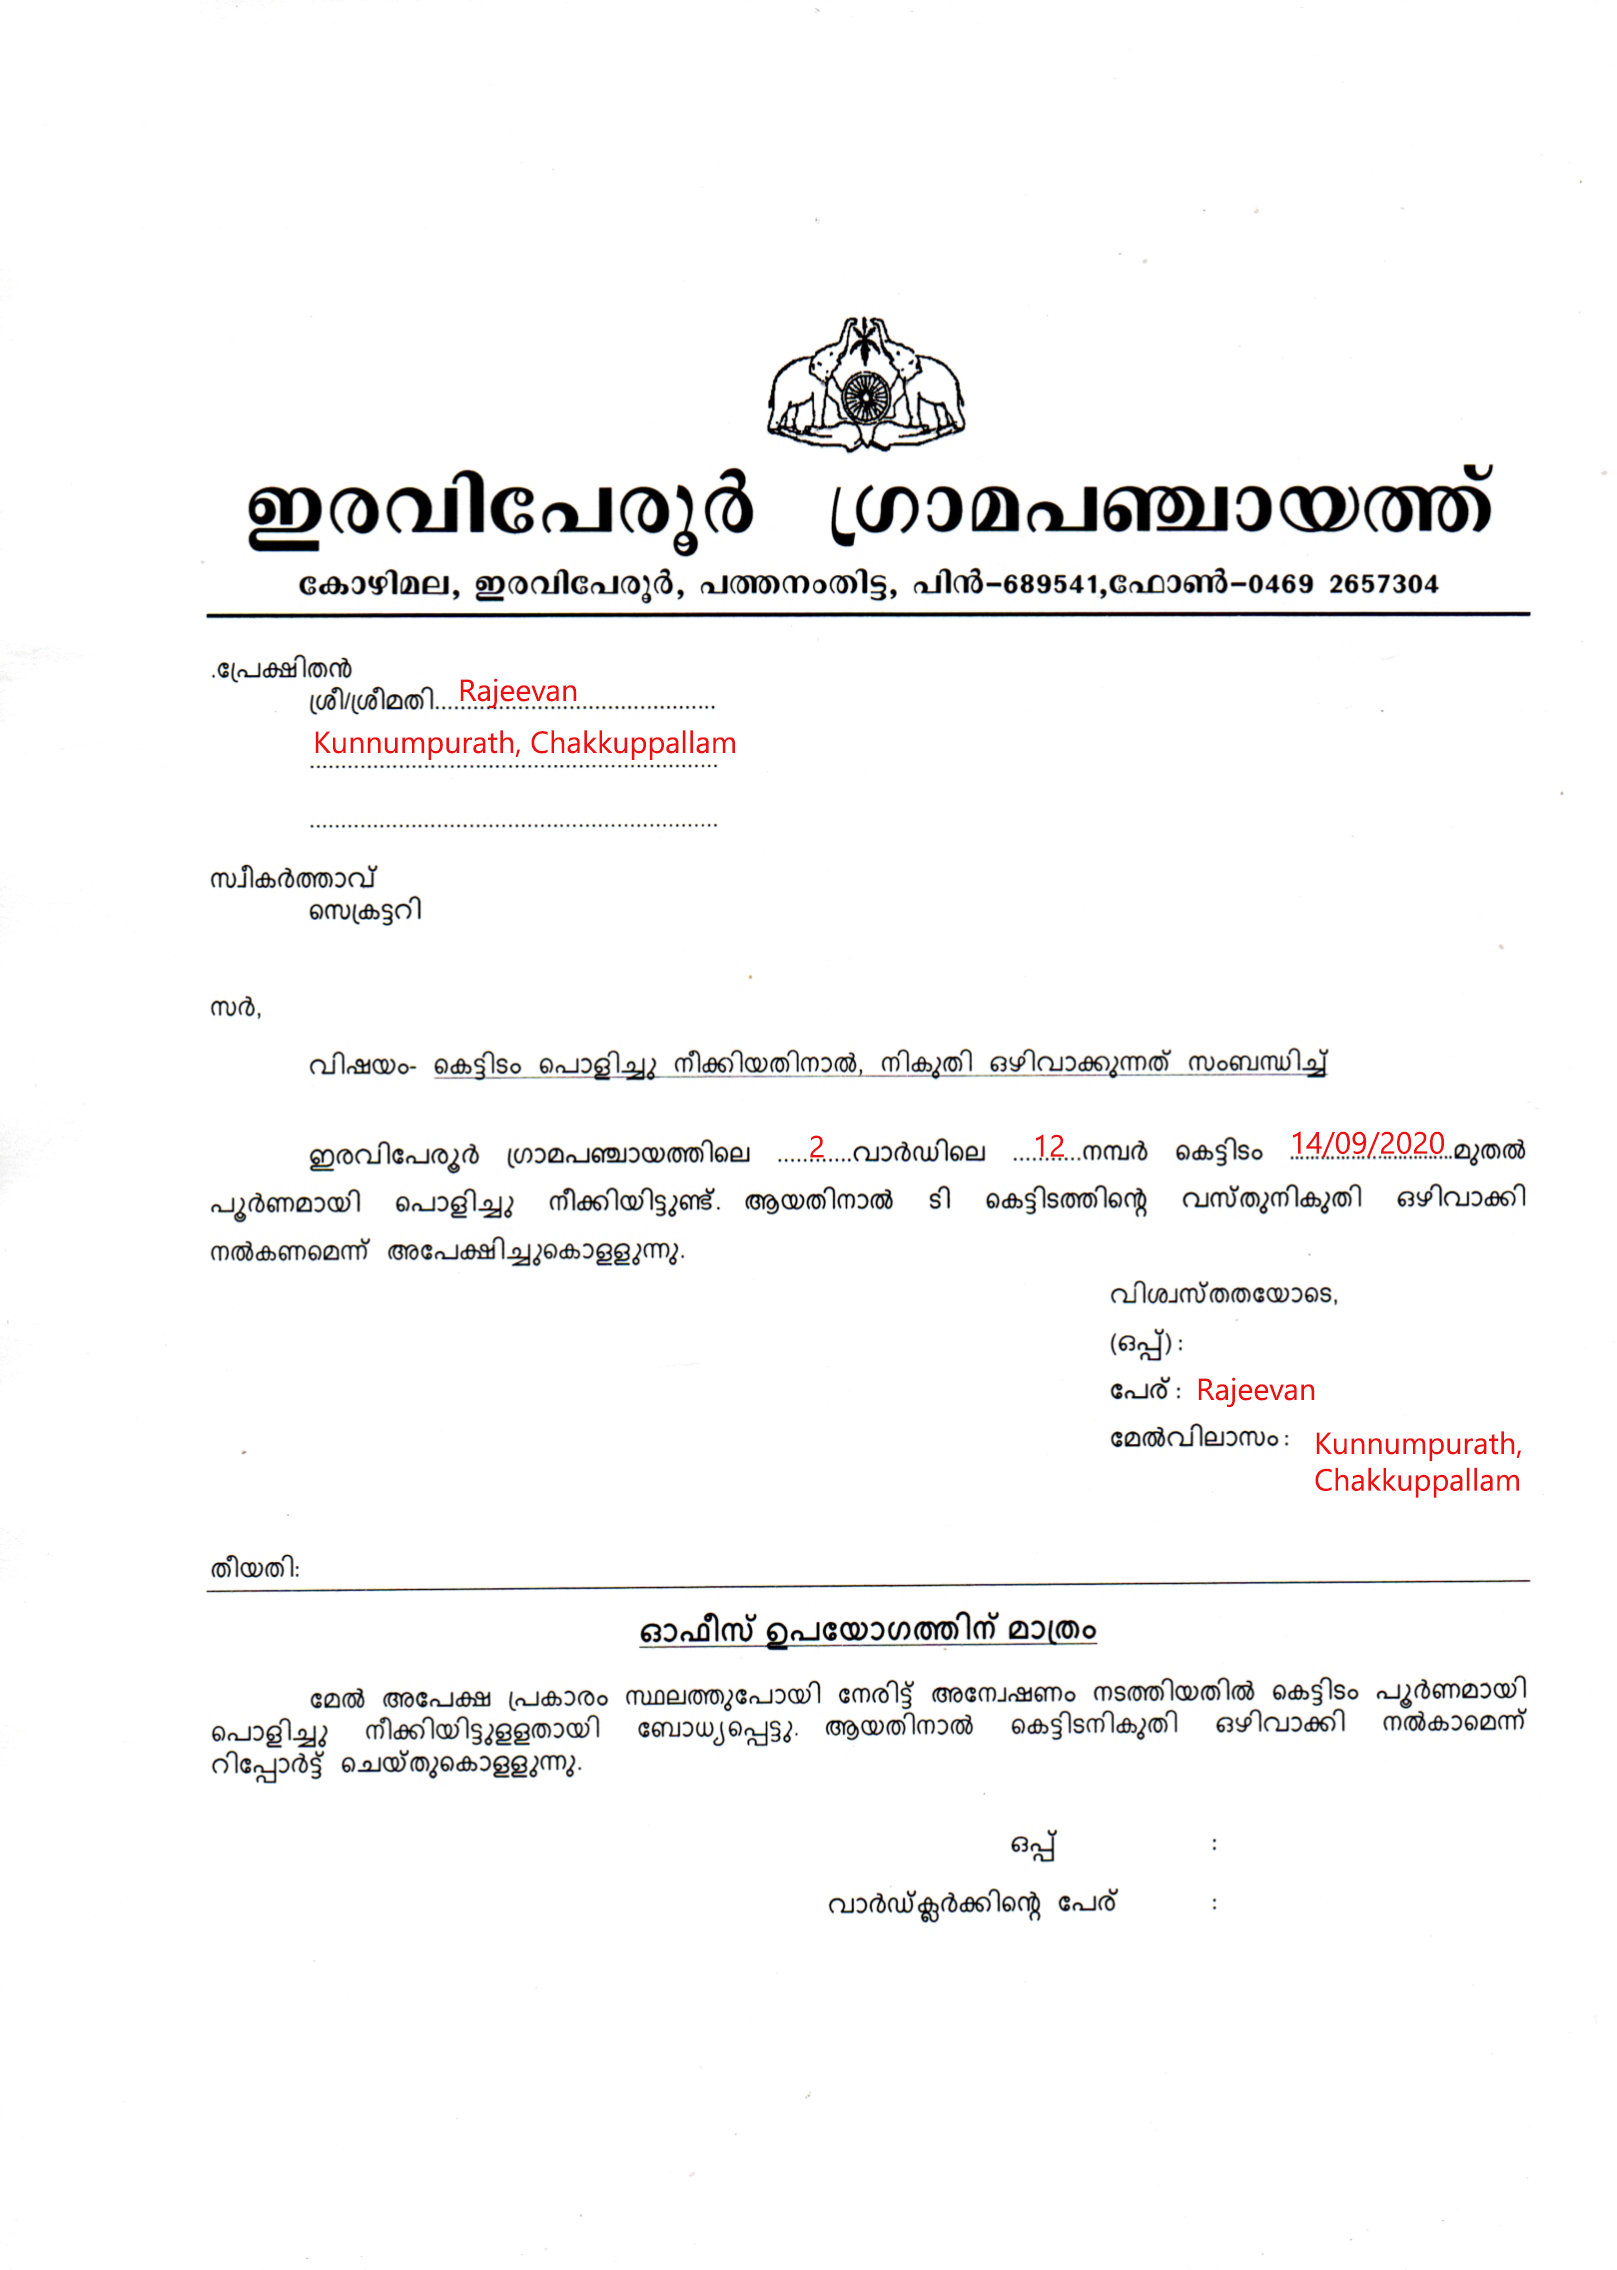 ഇരവിപേരൂർ ഗ്രാമപഞ്ചായത്ത്
കോഴിമല, ഇരവിപേരൂർ, പത്തനംതിട്ട, പിൻ-689541,ഫോൺ-0469 2657304
.പ്രേക്ഷിതൻ
ശ്രീ/ശ്രീമതി.... Rajeevan ....................
Kunnumpurath, Chakkuppallam
സ്വീകർത്താവ്
സെക്രട്ടറി
സർ,
വിഷയം- കെട്ടിടം പൊളിച്ചു നീക്കിയതിനാൽ, നികുതി ഒഴിവാക്കുന്നത് സംബന്ധിച്ച്
ഇരവിപേരൂർ ഗ്രാമപഞ്ചായത്തിലെ .....2.....വാർഡിലെ ....12...നമ്പർ കെട്ടിടം 14/09/2020.മുതൽ
പൂർണമായി പൊളിച്ചു നീക്കിയിട്ടുണ്ട്. ആയതിനാൽ ടി കെട്ടിടത്തിന്റെ വസ്തുനികുതി ഒഴിവാക്കി
നൽകണമെന്ന് അപേക്ഷിച്ചുകൊളളുന്നു.
വിശ്വസ്തതയോടെ,
(ഒപ്പ്) :
പേര് : Rajeevan
മേൽവിലാസം : Kunnumpurath,
Chakkuppallam
തീയതി:
ഓഫീസ് ഉപയോഗത്തിന് മാത്രം
മേൽ അപേക്ഷ പ്രകാരം സ്ഥലത്തുപോയി നേരിട്ട് അന്വേഷണം നടത്തിയതിൽ കെട്ടിടം പൂർണമായി
പൊളിച്ചു നീക്കിയിട്ടുളളതായി ബോധ്യപ്പെട്ടു. ആയതിനാൽ കെട്ടിടനികുതി ഒഴിവാക്കി നൽകാമെന്ന്
റിപ്പോർട്ട് ചെയ്തുകൊളളുന്നു.
ഒപ്പ് :
വാർഡ്ക്ലർക്കിന്റെ പേര് :